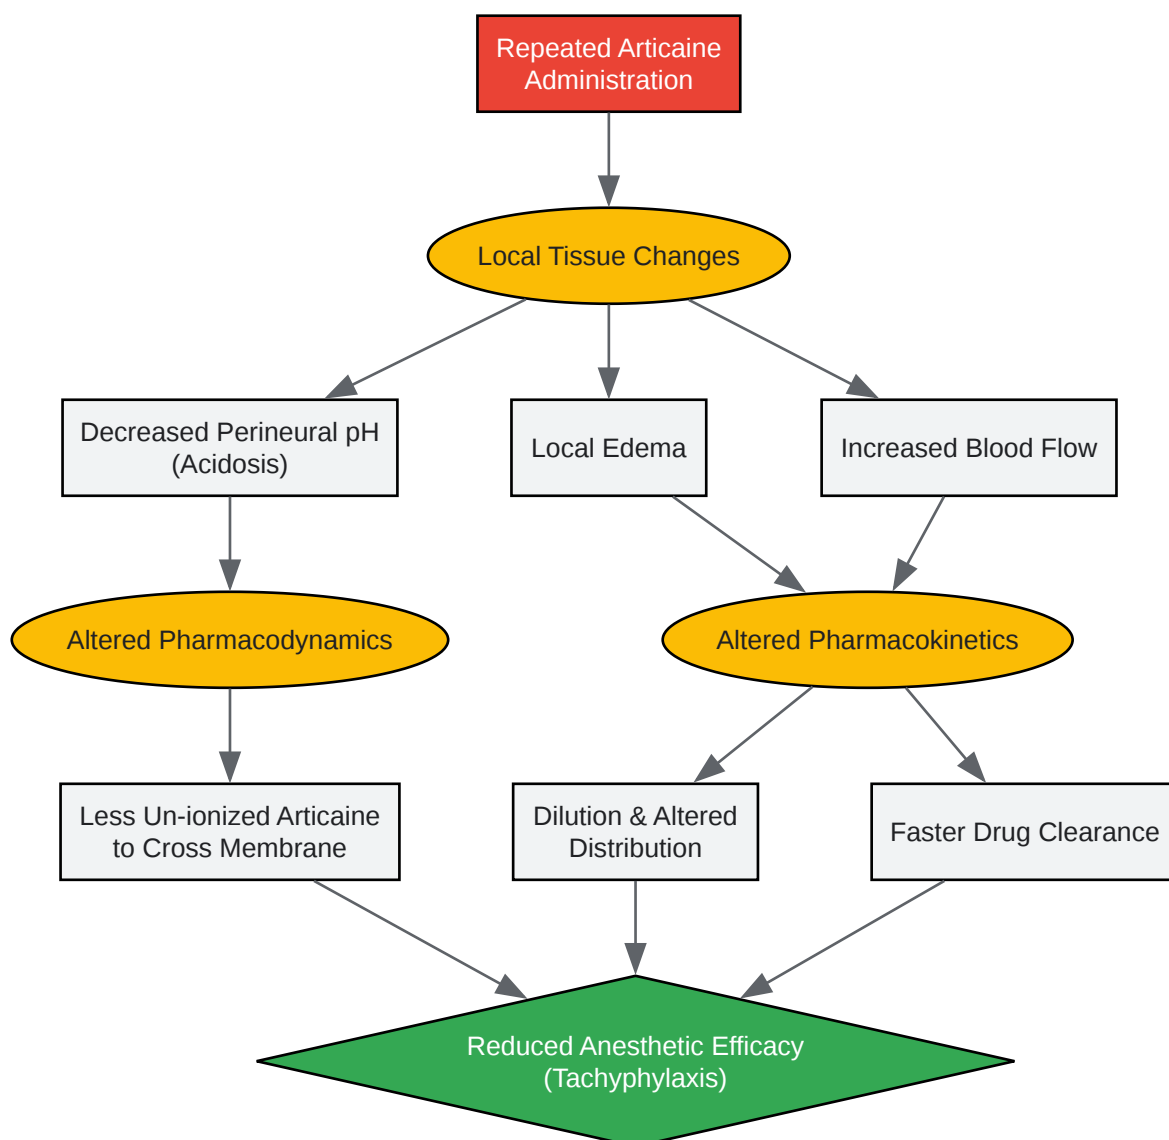 Repeated Articaine
Administration
Local Tissue Changes
Decreased Perineural pH
(Acidosis)
Local Edema
Increased Blood Flow
Altered Pharmacodynamics
Altered Pharmacokinetics
Less Un-ionized Articaine
to Cross Membrane
Dilution & Altered
Distribution
Faster Drug Clearance
Reduced Anesthetic Efficacy
(Tachyphylaxis)